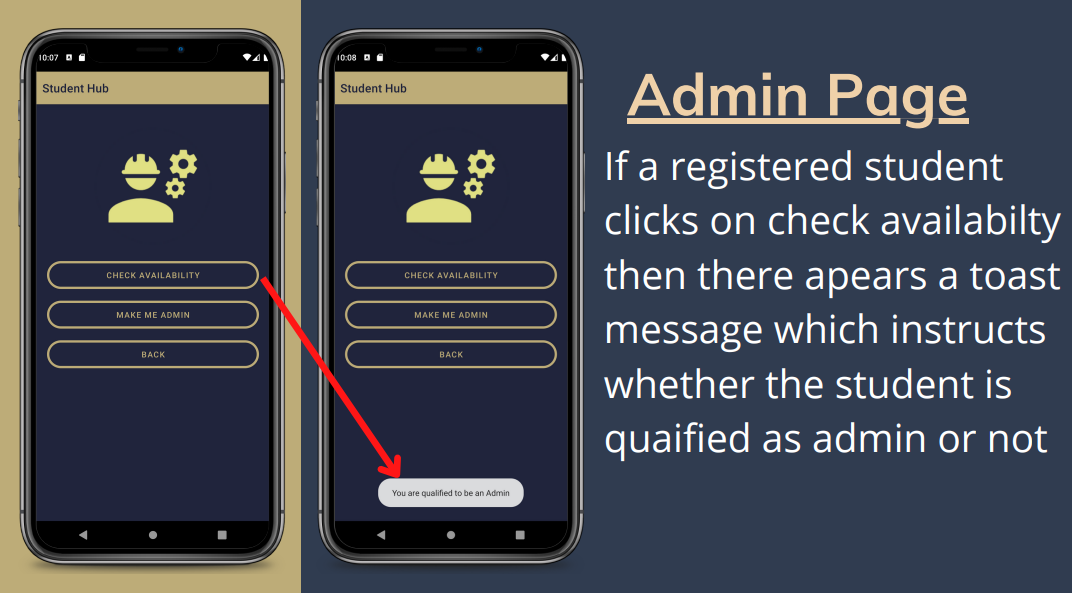 10:07
Student Hub
CHECK AVAILABILITY
MAKE ME ADMIN
BACK
10:08
Student Hub
CHECK AVAILABILITY
MAKE ME ADMIN
BACK
You are qualified to be an Admin
Admin Page
If a registered student
clicks on check availabilty
then there apears a toast
message which instructs
whether the student is
quaified as admin or not